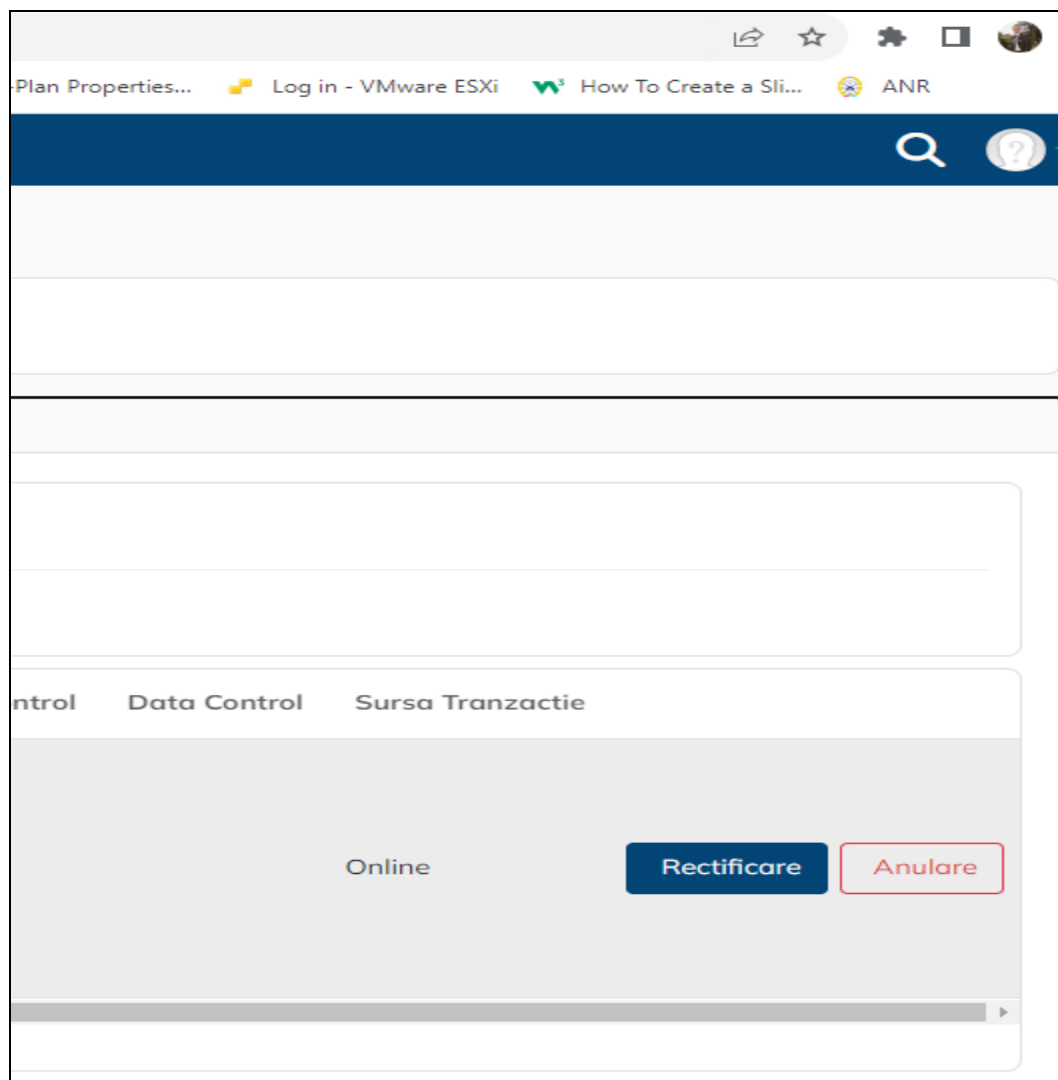 -Plan Properties... Log in - VMware ESXi How To Create a Sli... ANR
ntrol Data Control Sursa Tranzactie
Online Rectificare Anulare